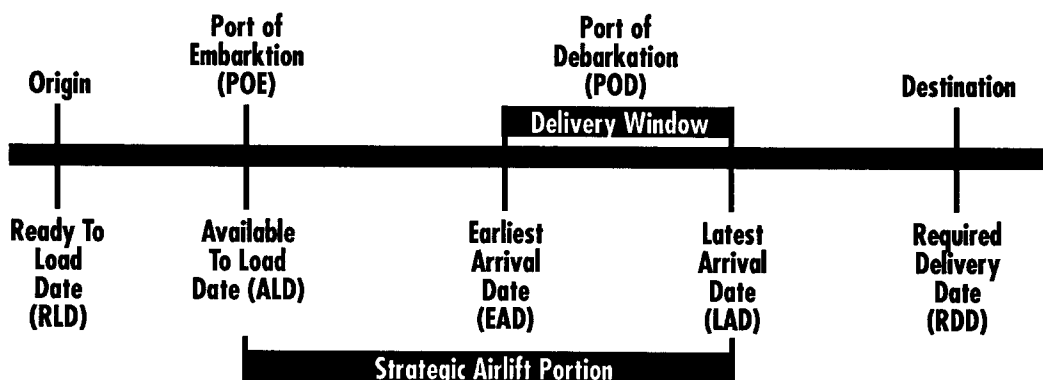 Origin
Port of
Embarktion
(POE)
Port of
Debarkation
(POD)
Destination
Delivery Window
Ready To
Load
Date
(RLD)
Available
To Load
Date (ALD)
Earliest
Arrival
Date
(EAD)
Latest
Arrival
Date
(LAD)
Required
Delivery
Date
(RDD)
Strategic Airlift Portion